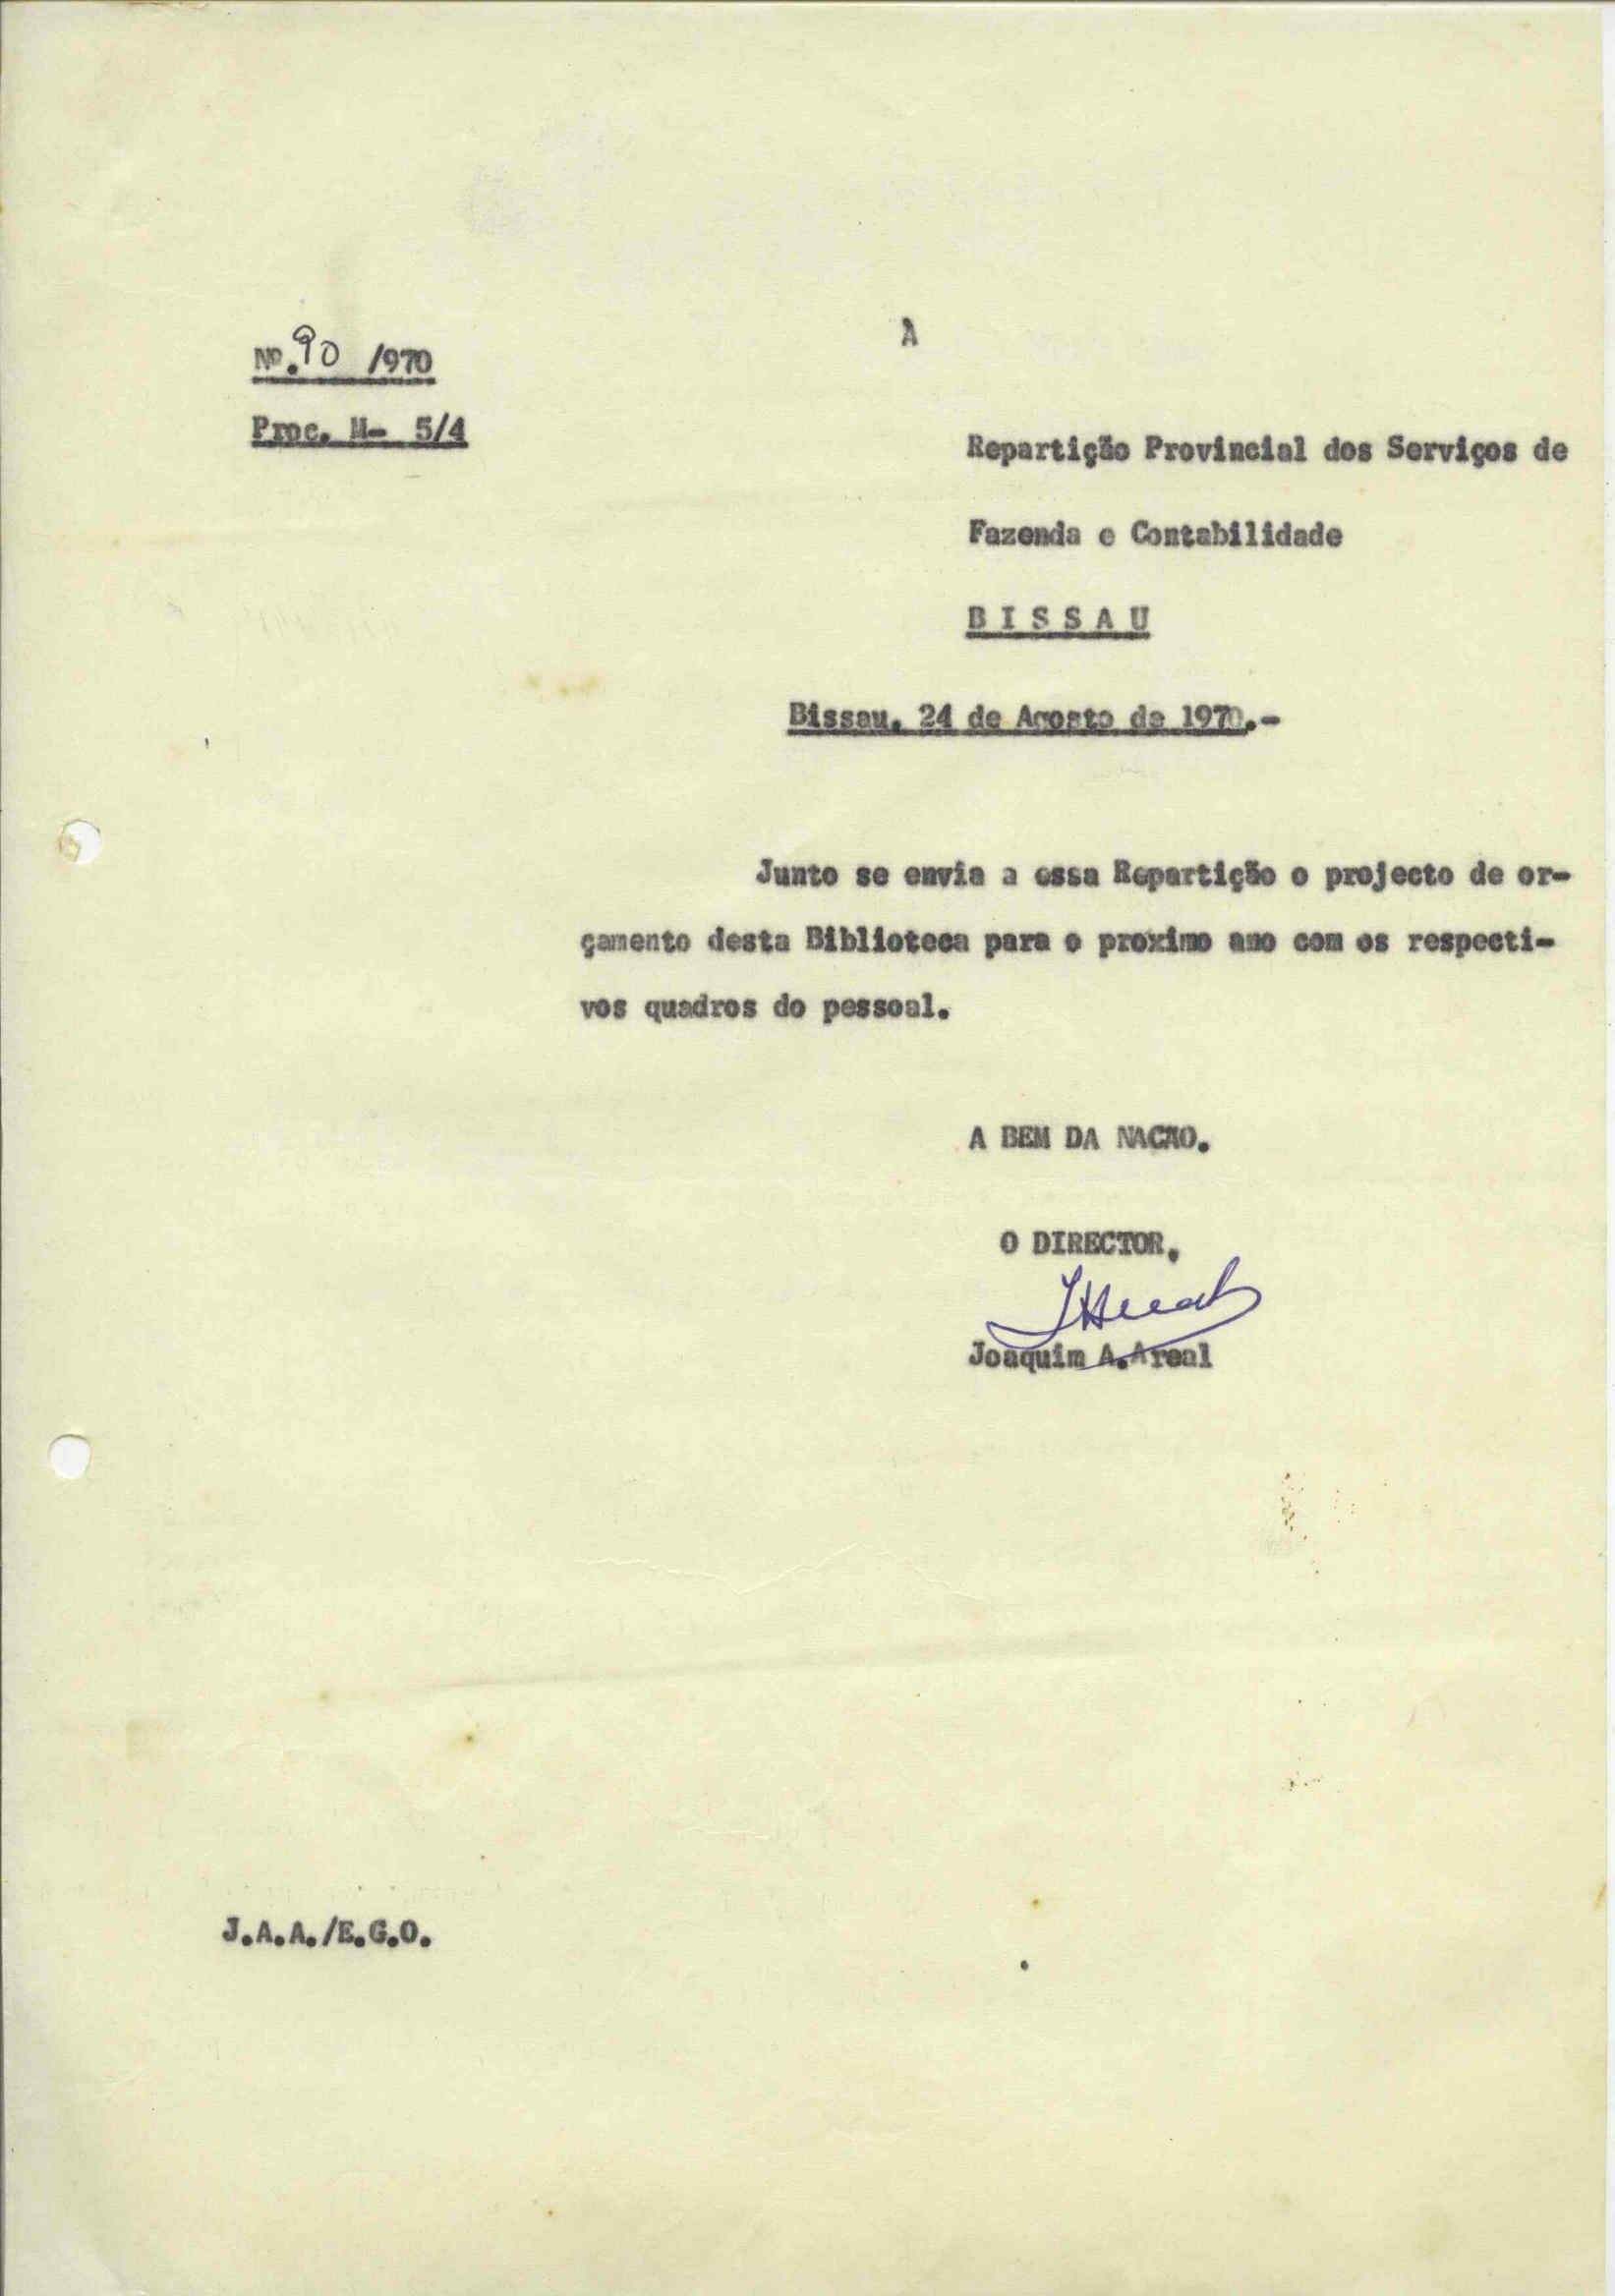 Nº.90 /970
Proc. M- 5/4
A
Repartição Provincial dos Serviços de
Fazenda e Contabilidade
B I S S A U
Bissau, 24 de Agosto de 1970.-
Junto se envia a essa Repartição o projecto de or-
çamento desta Biblioteca para o proximo ano com os respecti-
vos quadros do pessoal.
A BEM DA NAÇÃO.
O DIRECTOR,
Joaquim A.Areal
J.A.A./E.G.O.